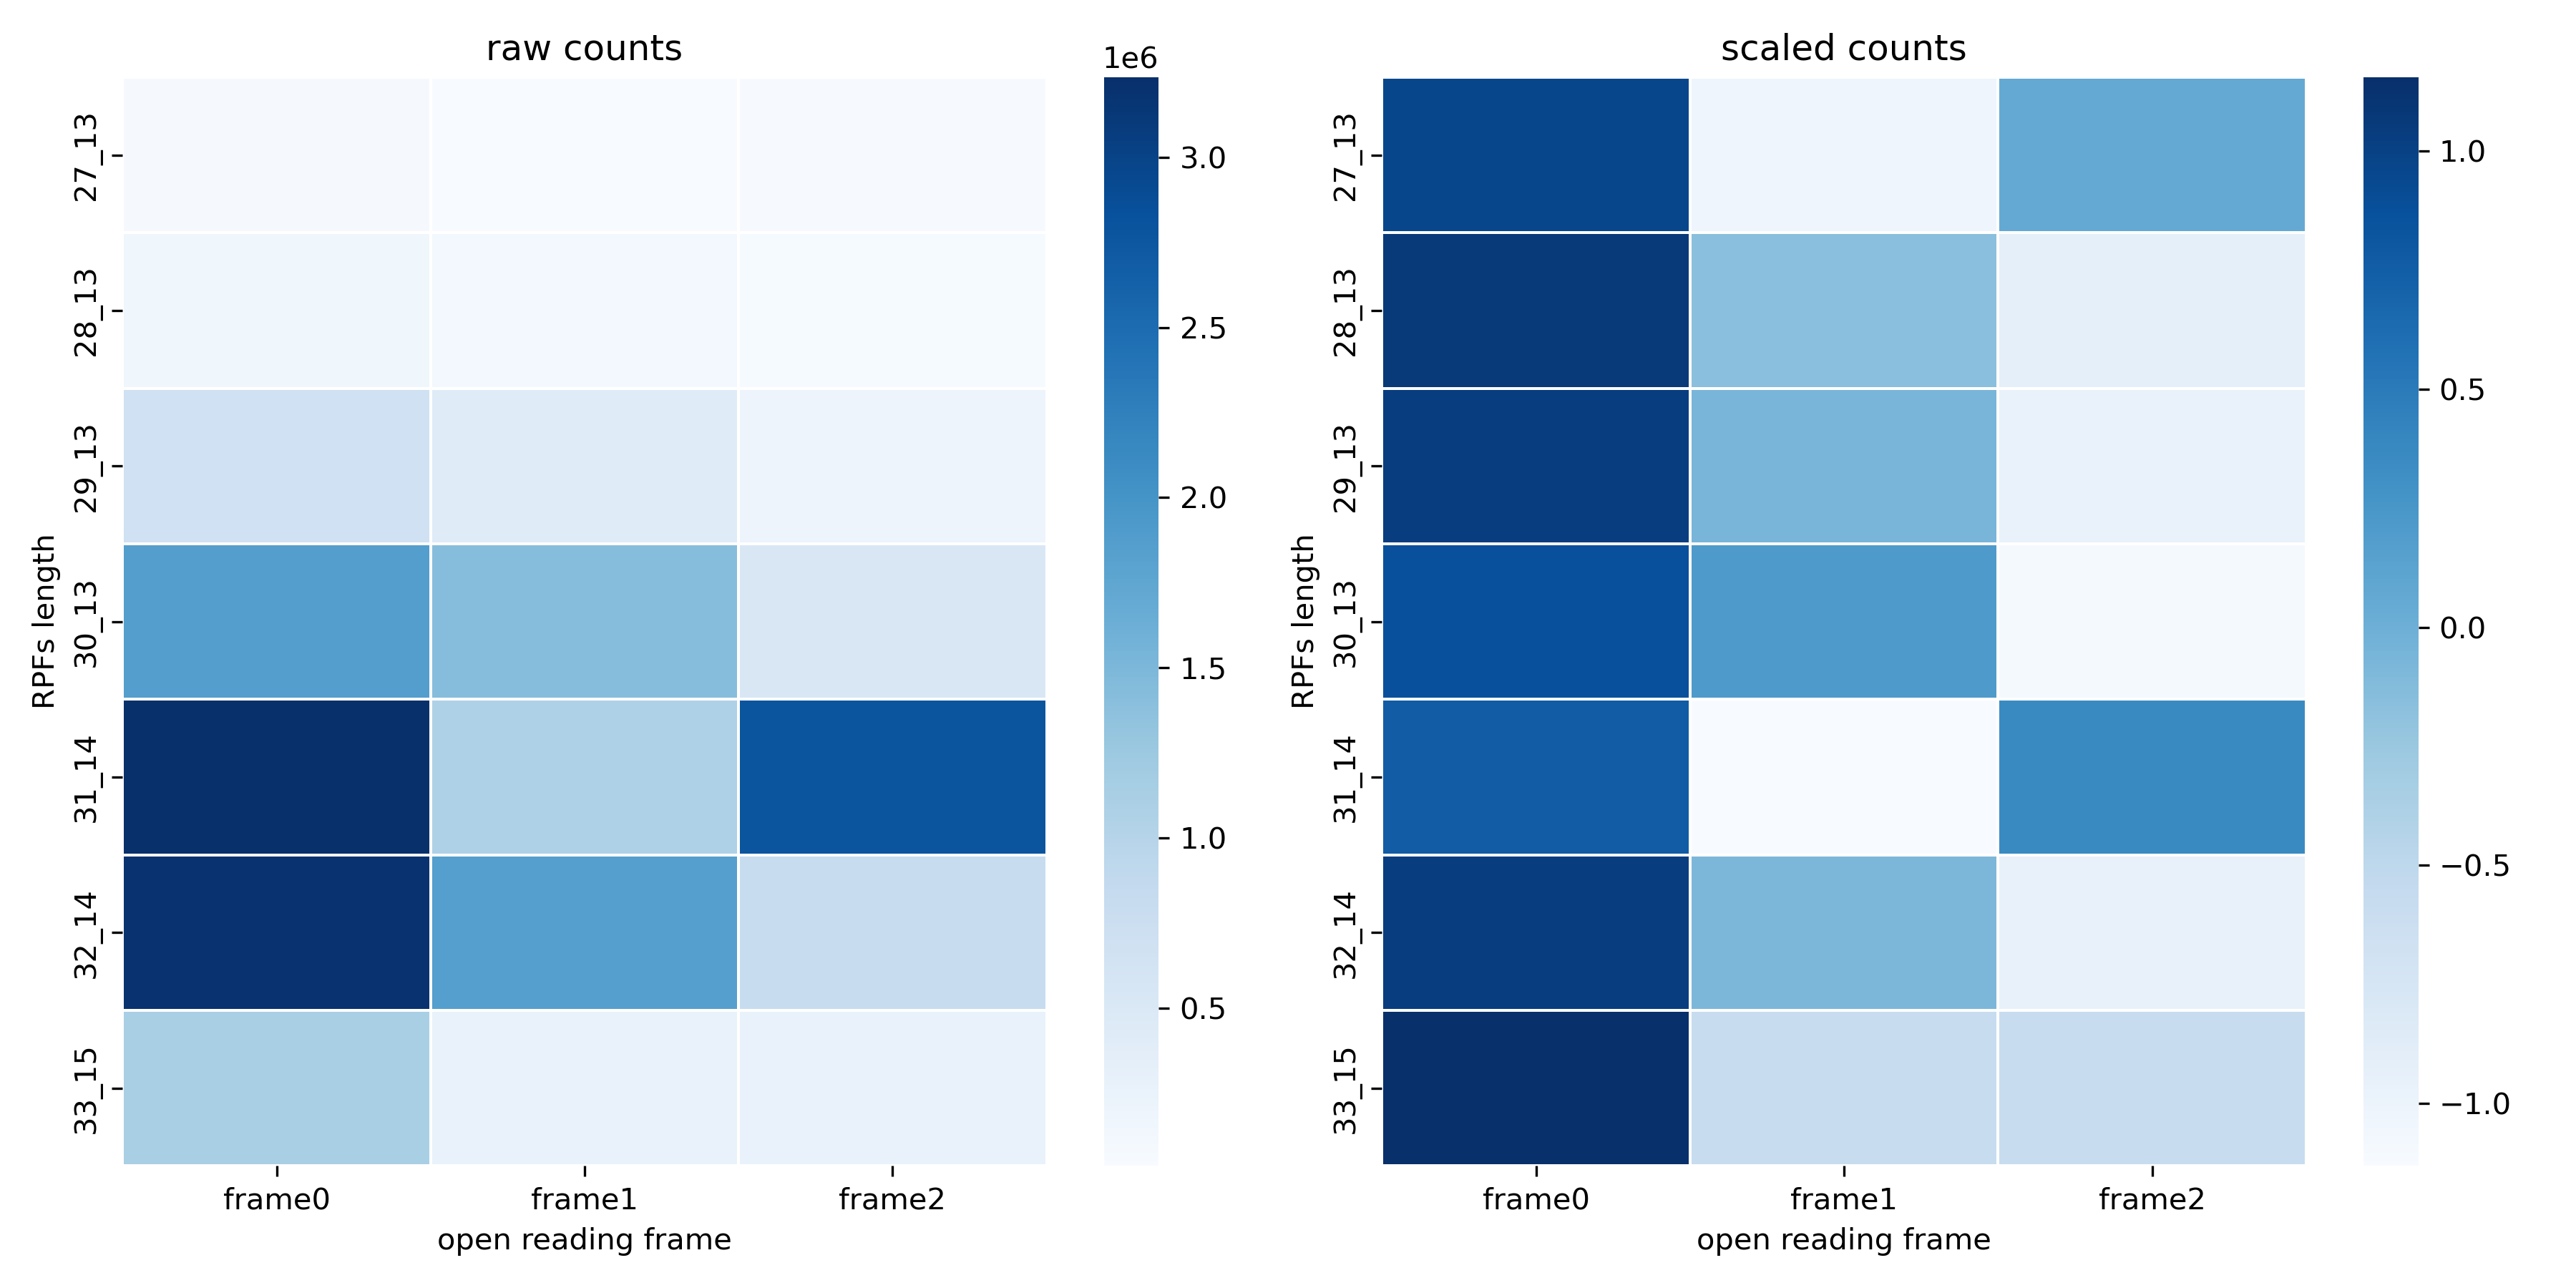 raw counts
1e6
RPFs length
27_13
28_13
29_13
30_13
31_14
32_14
33_15
frame0
frame1
frame2
open reading frame
3.0
2.5
2.0
1.5
1.0
0.5
scaled counts
RPFs length
27_13
28_13
29_13
30_13
31_14
32_14
33_15
frame0
frame1
frame2
open reading frame
1.0
0.5
0.0
−0.5
−1.0